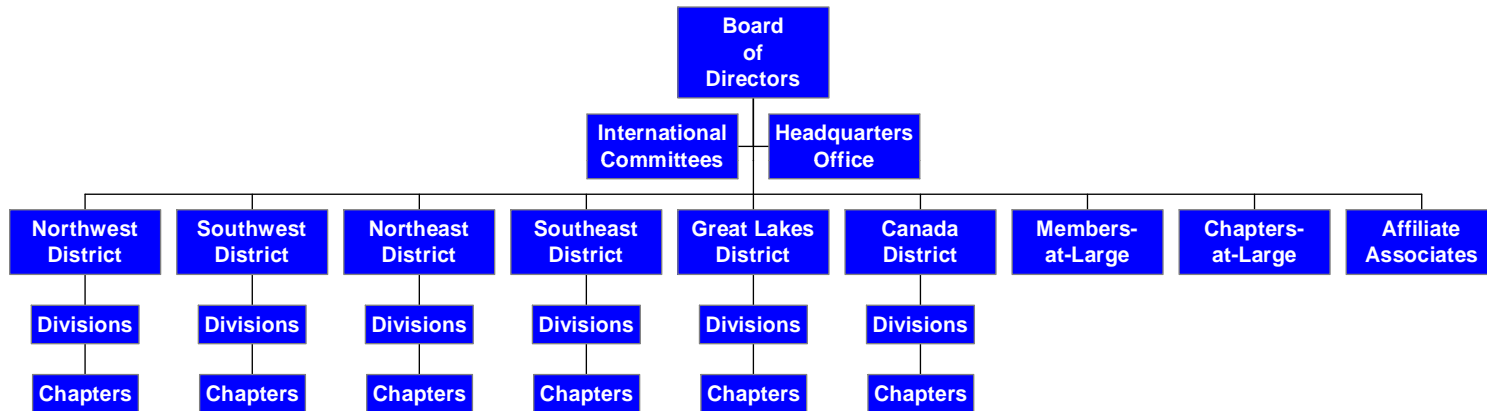 Board
of
Directors
International
Committees
Headquarters
Office
Northwest
District
Southwest
District
Northeast
District
Southeast
District
Great Lakes
District
Canada
District
Members-
at-Large
Chapters-
at-Large
Affiliate
Associates
Divisions
Divisions
Divisions
Divisions
Divisions
Divisions
Chapters
Chapters
Chapters
Chapters
Chapters
Chapters